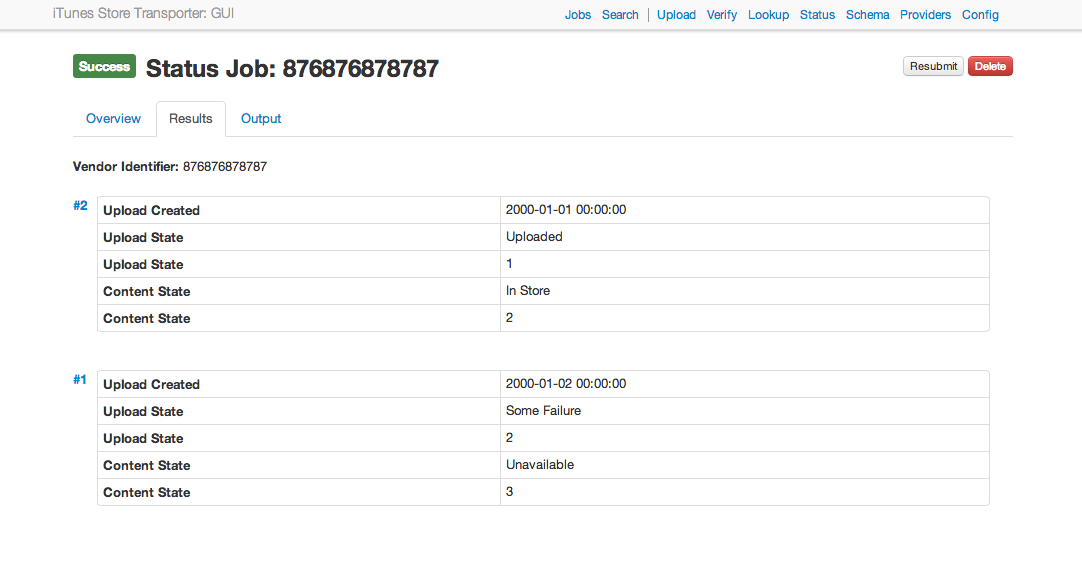 iTunes Store Transporter: GUI Jobs Search Upload Verify Lookup Status Schema Providers Config
Success Status Job: 876876878787 Resubmit Delete
Overview Results Output
Vendor Identifier: 876876878787
#2 Upload Created 2000-01-01 00:00:00
Upload State Uploaded
Upload State 1
Content State In Store
Content State 2
#1 Upload Created 2000-01-02 00:00:00
Upload State Some Failure
Upload State 2
Content State Unavailable
Content State 3